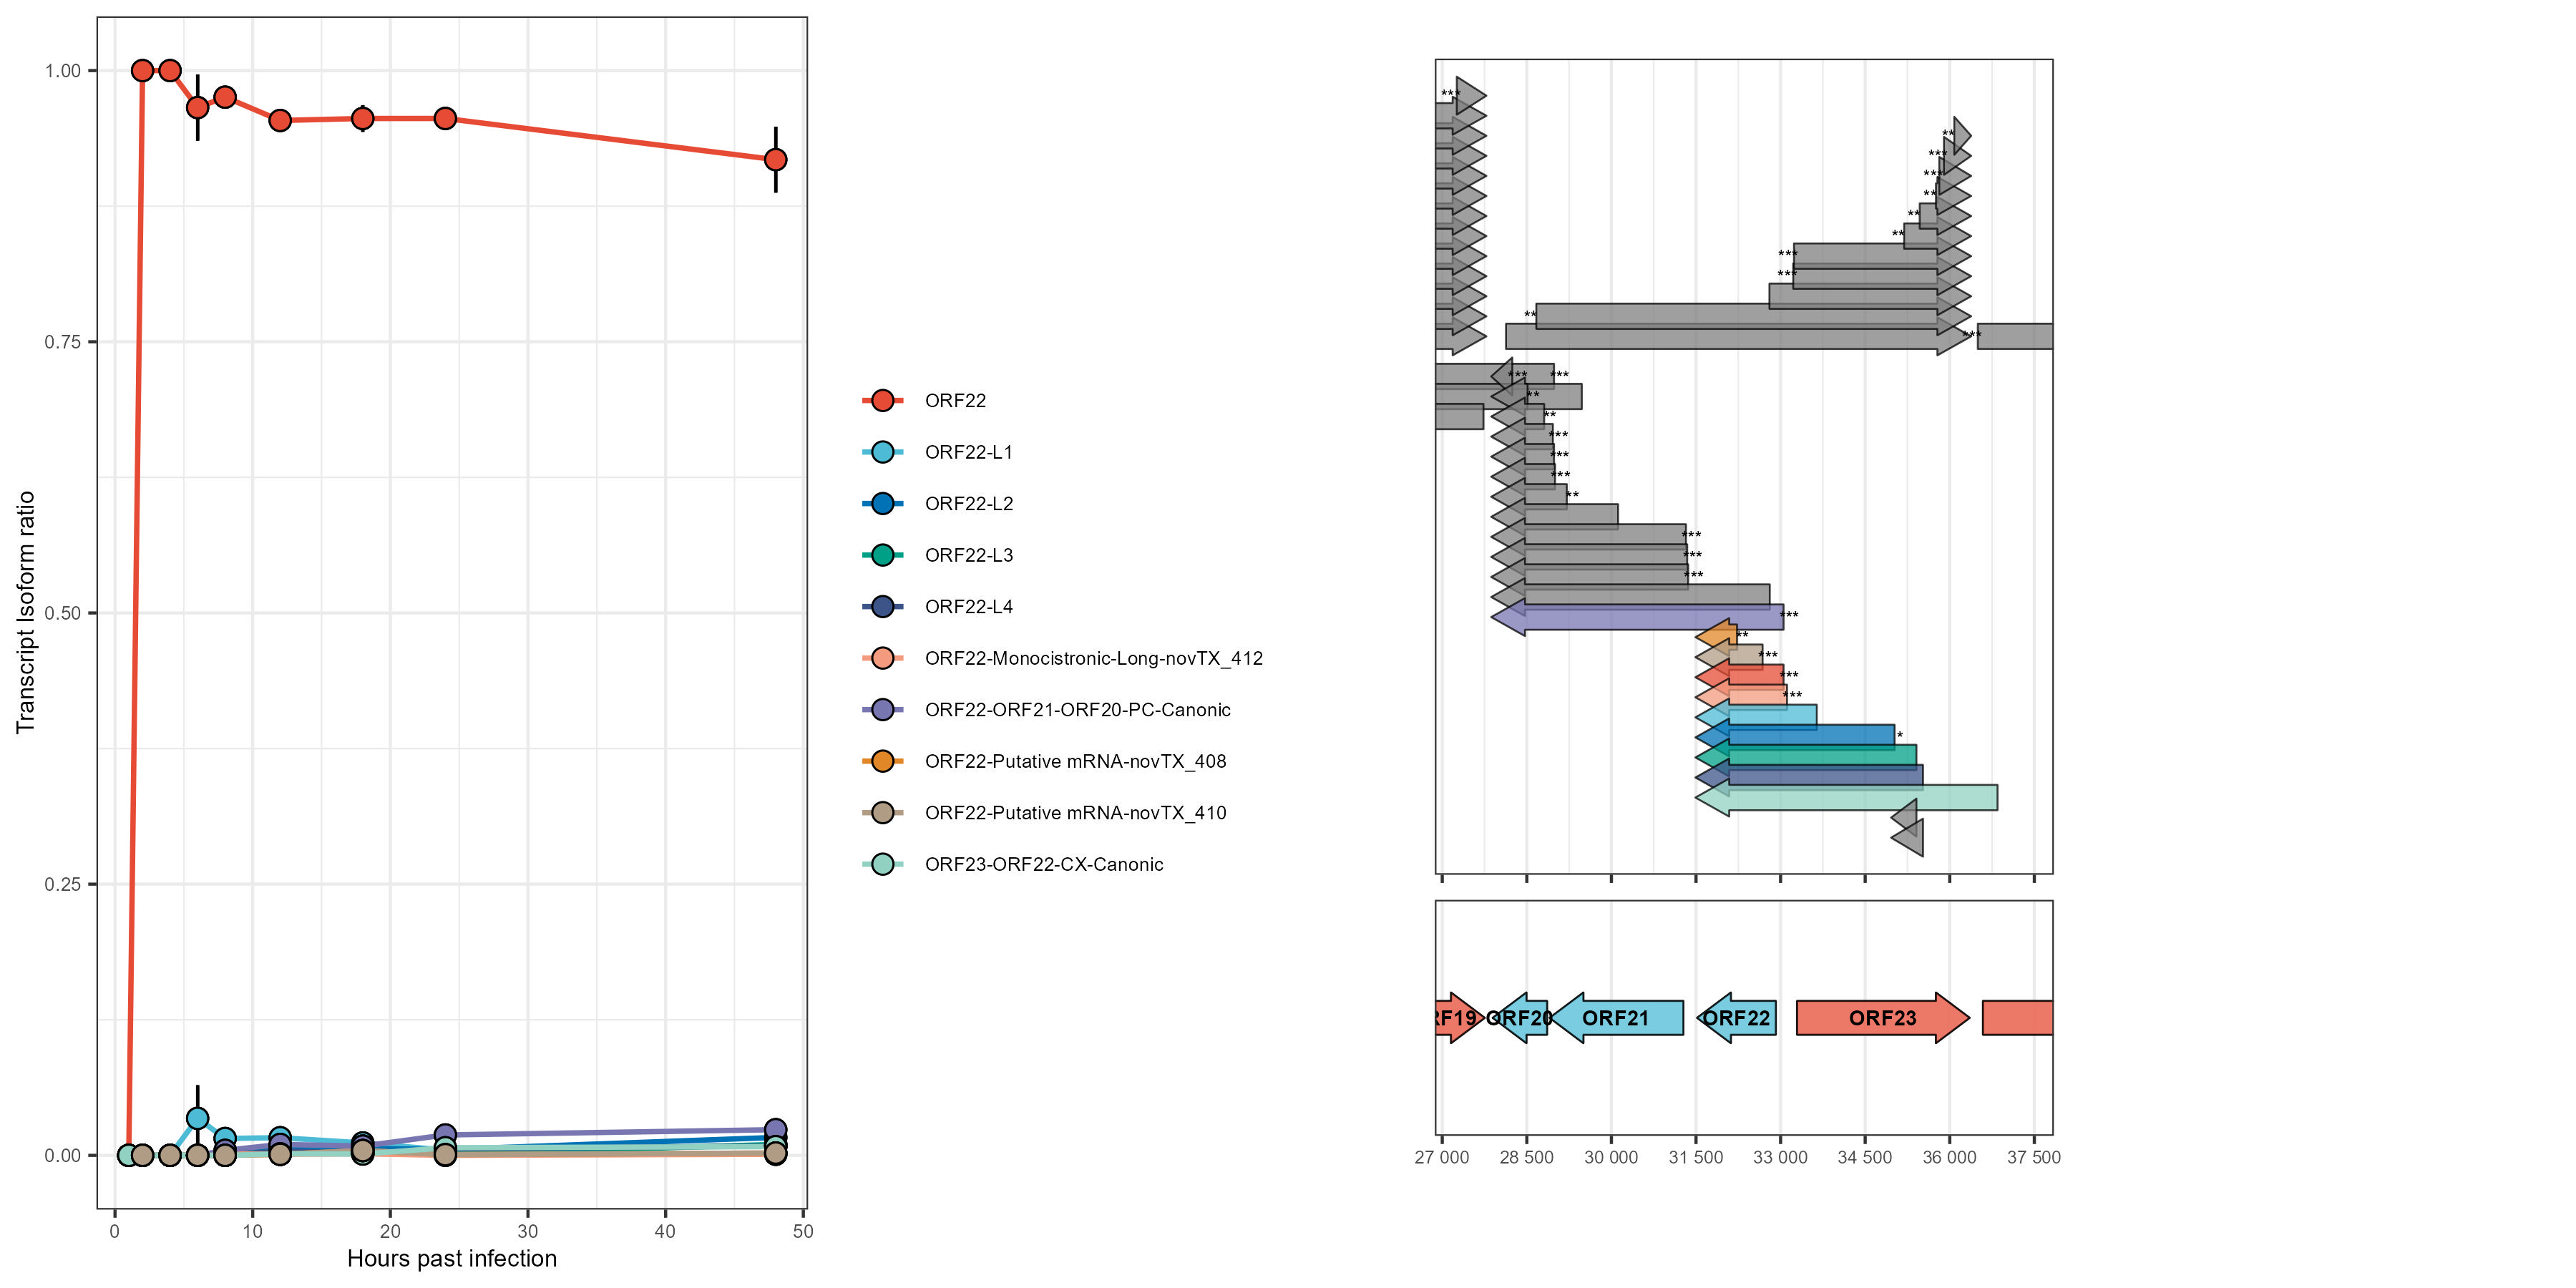 1.00
0.75
0.50
0.25
0.00
Transcript Isoform ratio
0 10 20 30 40 50
Hours past infection
ORF22
ORF22-L1
ORF22-L2
ORF22-L3
ORF22-L4
ORF22-Monocistronic-Long-novTX_412
ORF22-ORF21-ORF20-PC-Canonic
ORF22-Putative mRNA-novTX_408
ORF22-Putative mRNA-novTX_410
ORF23-ORF22-CX-Canonic
***
**
***
***
**
**
**
***
***
**
***
*** ***
**
**
***
***
***
**
***
***
***
***
**
***
***
***
*
RF19 ORF20 ORF21 ORF22 ORF23
27 000 28 500 30 000 31 500 33 000 34 500 36 000 37 500